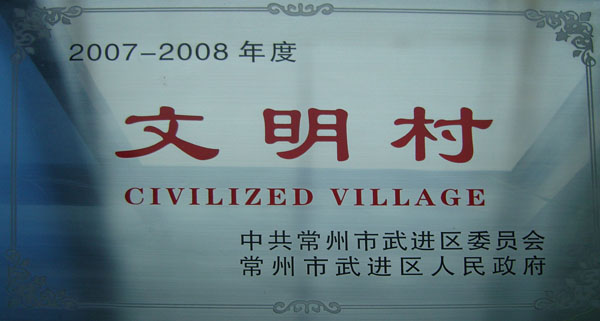 2007-2008年度
文明村
CIVILIZED VILLAGE
中共常州市武进区委员会
常州市武进区人民政府